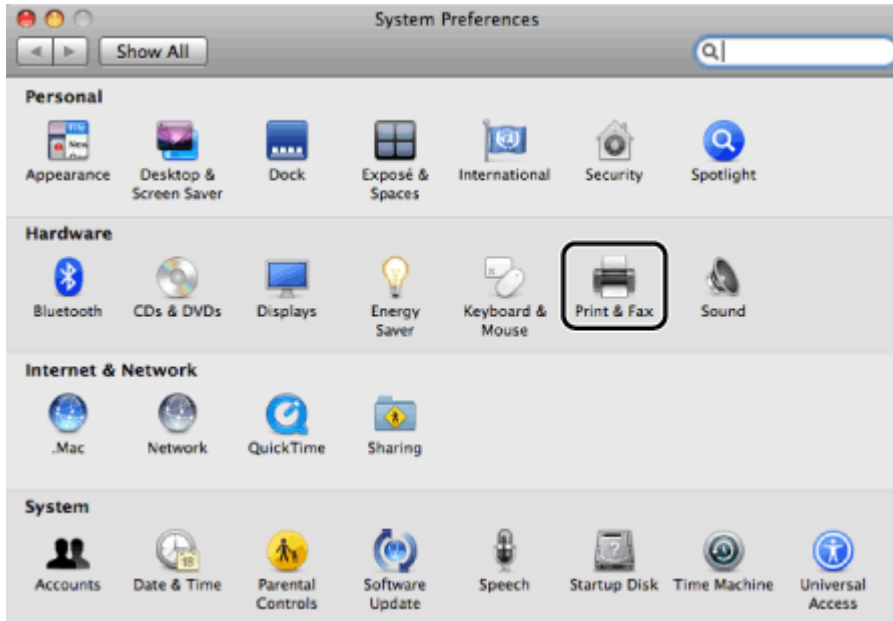 System Preferences
Show All
Personal
Appearance
Desktop &
Screen Saver
Dock
Exposé &
Spaces
International
Security
Spotlight
Hardware
Bluetooth
CDs & DVDs
Displays
Energy
Saver
Keyboard &
Mouse
Print & Fax
Sound
Internet & Network
.Mac
Network
QuickTime
Sharing
System
Accounts
Date & Time
Parental
Controls
Software
Update
Speech
Startup Disk
Time Machine
Universal
Access